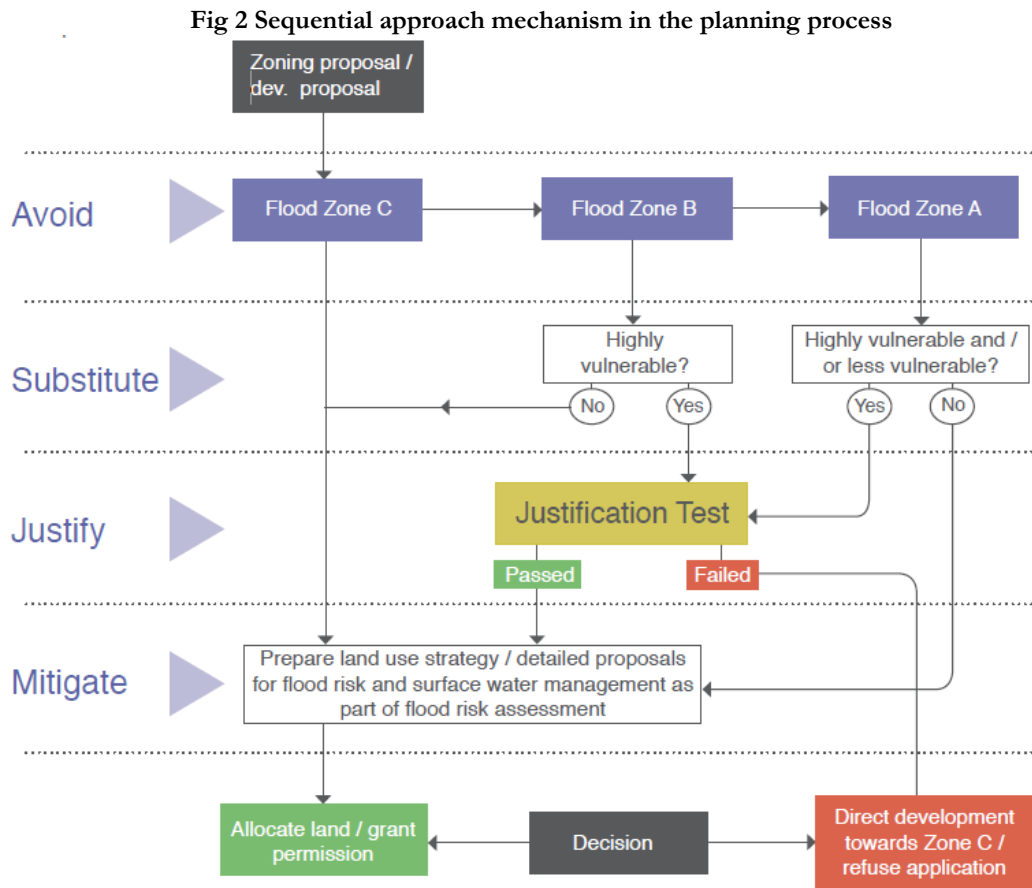 Fig 2 Sequential approach mechanism in the planning process
Zoning proposal /
dev. proposal
Avoid
Flood Zone C
Flood Zone B
Flood Zone A
Substitute
Highly
vulnerable?
Highly vulnerable and /
or less vulnerable?
No
Yes
Yes
No
Justify
Justification Test
Passed
Failed
Mitigate
Prepare land use strategy / detailed proposals
for flood risk and surface water management as
part of flood risk assessment
Allocate land / grant
permission
Decision
Direct development
towards Zone C /
refuse application